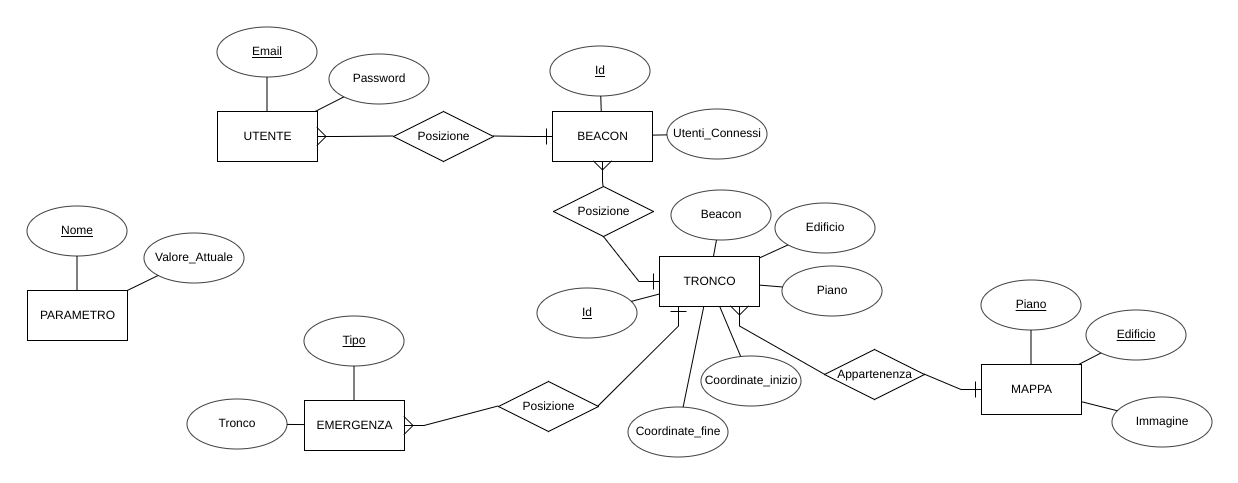 Email
Password
Id
UTENTE
Posizione
BEACON
Utenti_Connessi
Posizione
Beacon
Edificio
Nome
Valore_Attuale
TRONCO
Piano
PARAMETRO
Id
Piano
Edificio
Tipo
Coordinate_inizio
Appartenenza
MAPPA
Posizione
Tronco
EMERGENZA
Coordinate_fine
Immagine